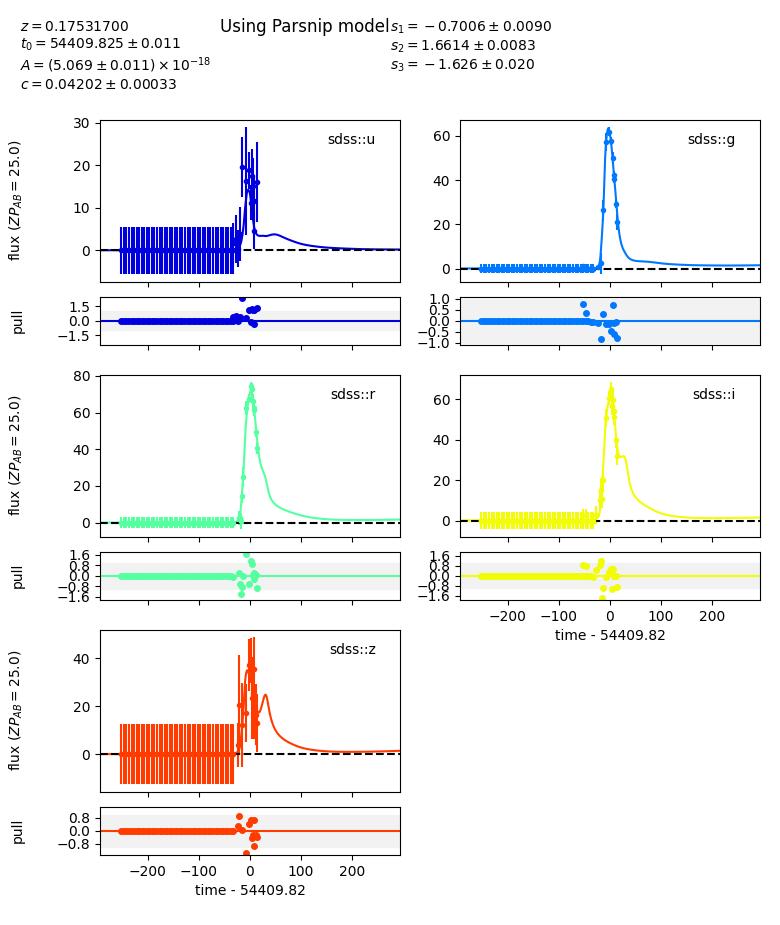 Using Parsnip model
z = 0.17531700
t₀ = 54409.825 ± 0.011
A = (5.069 ± 0.011) × 10⁻¹⁸
c = 0.04202 ± 0.00033
s₁ = −0.7006 ± 0.0090
s₂ = 1.6614 ± 0.0083
s₃ = −1.626 ± 0.020
flux (ZP_AB = 25.0)
30
20
10
0
sdss::u
60
40
20
0
sdss::g
pull
1.5
0.0
−1.5
1.0
0.5
0.0
−0.5
−1.0
flux (ZP_AB = 25.0)
80
60
40
20
0
sdss::r
60
40
20
0
sdss::i
pull
1.6
0.8
0.0
−0.8
−1.6
1.6
0.8
0.0
−0.8
−1.6
−200 −100 0 100 200
time - 54409.82
flux (ZP_AB = 25.0)
40
20
0
sdss::z
pull
0.8
0.0
−0.8
−200 −100 0 100 200
time - 54409.82